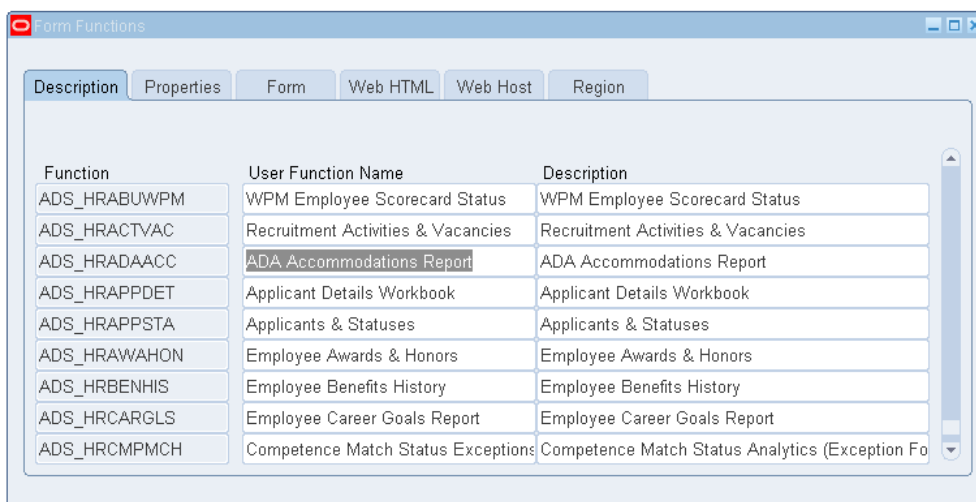 Form Functions
Description Properties Form Web HTML Web Host Region
Function User Function Name Description
ADS_HRABUWPM WPM Employee Scorecard Status WPM Employee Scorecard Status
ADS_HRACTVAC Recruitment Activities & Vacancies Recruitment Activities & Vacancies
ADS_HRADAACC ADA Accommodations Report ADA Accommodations Report
ADS_HRAPPDET Applicant Details Workbook Applicant Details Workbook
ADS_HRAPPSTA Applicants & Statuses Applicants & Statuses
ADS_HRAWAHON Employee Awards & Honors Employee Awards & Honors
ADS_HRBENHIS Employee Benefits History Employee Benefits History
ADS_HRCARGLS Employee Career Goals Report Employee Career Goals Report
ADS_HRCMPMCH Competence Match Status Exceptions Competence Match Status Analytics (Exception Fo